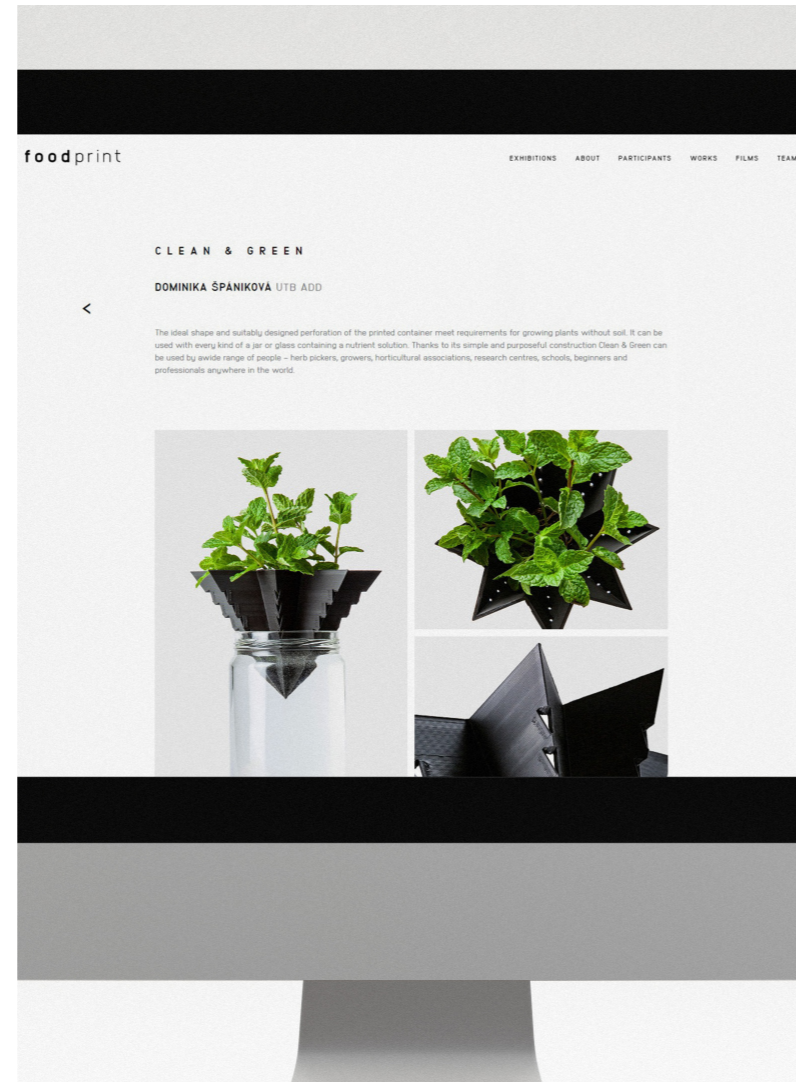 foodprint
EXHIBITIONS ABOUT PARTICIPANTS WORKS FILMS TEAM
CLEAN & GREEN
DOMINIKA ŠPÁNIKOVÁ UTB ADD
<
The ideal shape and suitably designed perforation of the printed container meet requirements for growing plants without soil. It can be
used with every kind of a jar or glass containing a nutrient solution. Thanks to its simple and purposeful construction Clean & Green can
be used by awide range of people – herb pickers, growers, horticultural associations, research centres, schools, beginners and
professionals anywhere in the world.